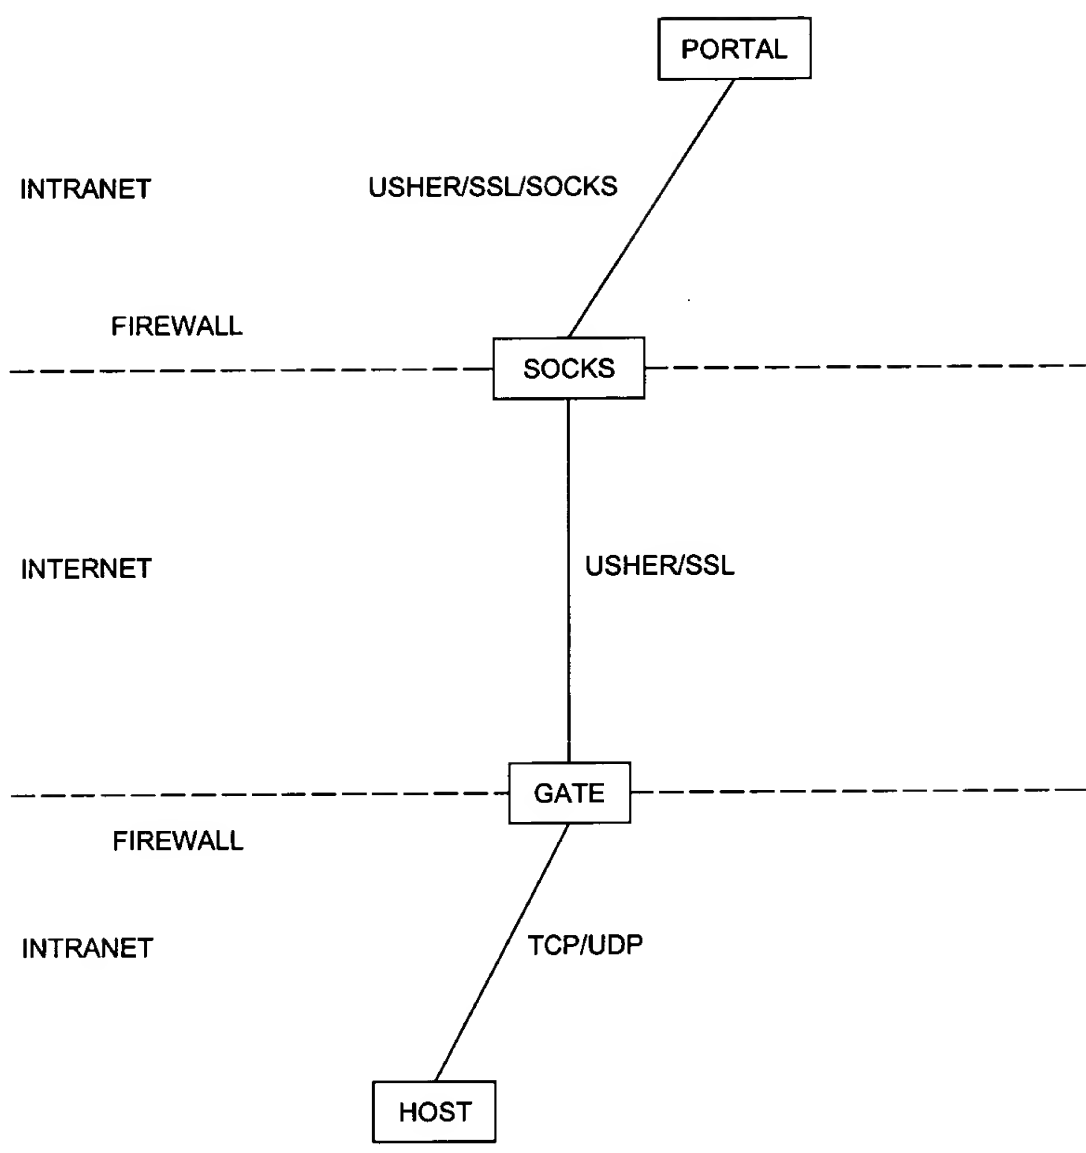 PORTAL
INTRANET
USHER/SSL/SOCKS
FIREWALL
SOCKS
INTERNET
USHER/SSL
GATE
FIREWALL
INTRANET
TCP/UDP
HOST